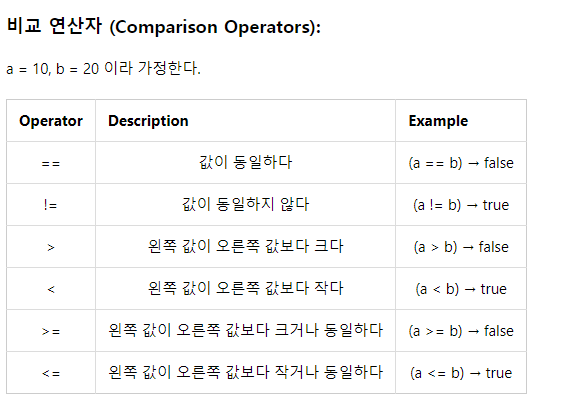 비교 연산자 (Comparison Operators):
a = 10, b = 20 이라 가정한다.
Operator Description Example
== 값이 동일하다 (a == b) → false
!= 값이 동일하지 않다 (a != b) → true
> 왼쪽 값이 오른쪽 값보다 크다 (a > b) → false
< 왼쪽 값이 오른쪽 값보다 작다 (a < b) → true
>= 왼쪽 값이 오른쪽 값보다 크거나 동일하다 (a >= b) → false
<= 왼쪽 값이 오른쪽 값보다 작거나 동일하다 (a <= b) → true